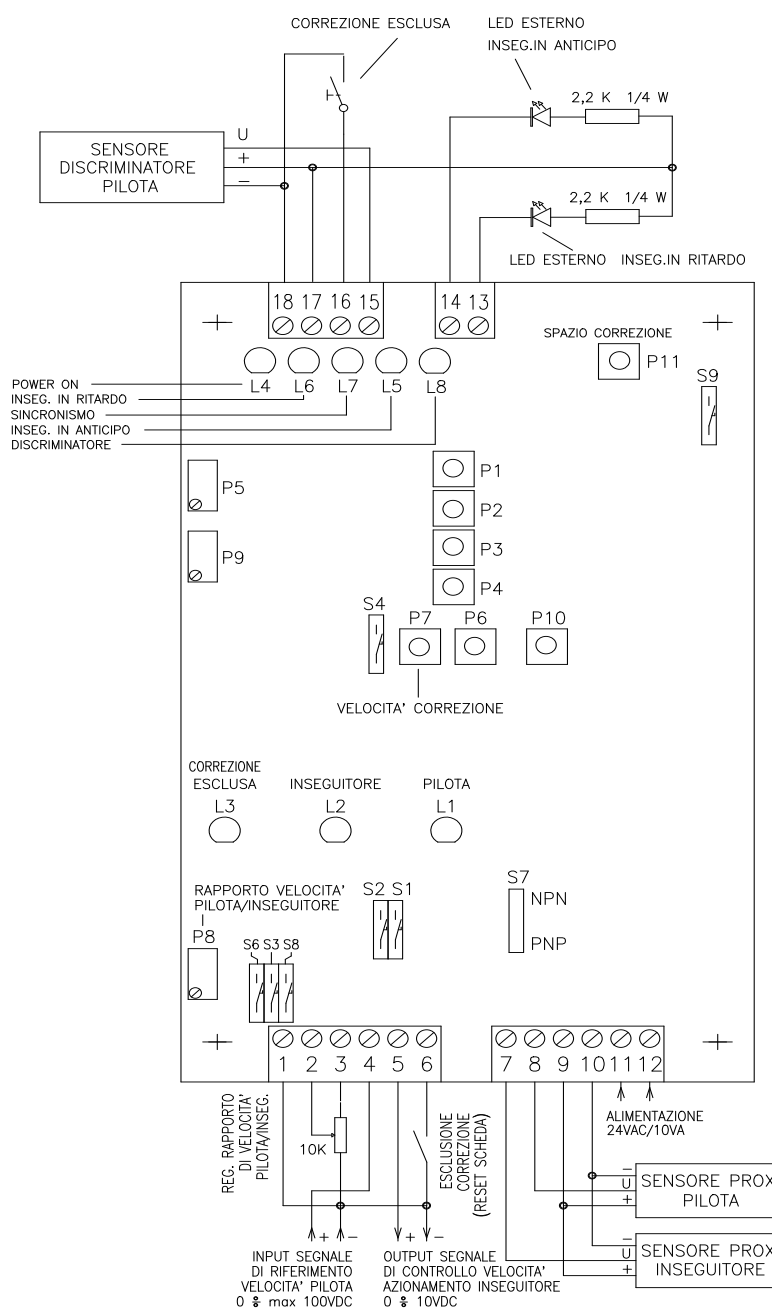 CORREZIONE ESCLUSA
LED ESTERNO
INSEG.IN ANTICIPO
2,2 K 1/4 W
SENSORE
DISCRIMINATORE
PILOTA
U
+
−
2,2 K 1/4 W
LED ESTERNO INSEG.IN RITARDO
18 17 16 15
14 13
SPAZIO CORREZIONE
P11
S9
L4 L6 L7 L5 L8
POWER ON
INSEG. IN RITARDO
SINCRONISMO
INSEG. IN ANTICIPO
DISCRIMINATORE
P5
P9
P1
P2
P3
P4
S4
P7 P6 P10
VELOCITA' CORREZIONE
CORREZIONE
ESCLUSA
L3
INSEGUITORE
L2
PILOTA
L1
RAPPORTO VELOCITA'
PILOTA/INSEGUITORE
P8
S6 S3 S8
S2 S1
S7
NPN
PNP
1 2 3 4 5 6
7 8 9 10 11 12
REG. RAPPORTO
DI VELOCITA'
PILOTA/INSEG.
10K
ESCLUSIONE
CORREZIONE
(RESET SCHEDA)
ALIMENTAZIONE
24VAC/10VA
−
U
+
SENSORE PROX
PILOTA
−
U
+
SENSORE PROX
INSEGUITORE
+ −
INPUT SEGNALE
DI RIFERIMENTO
VELOCITA' PILOTA
0 ÷ max 100VDC
+ −
OUTPUT SEGNALE
DI CONTROLLO VELOCITA'
AZIONAMENTO INSEGUITORE
0 ÷ 10VDC